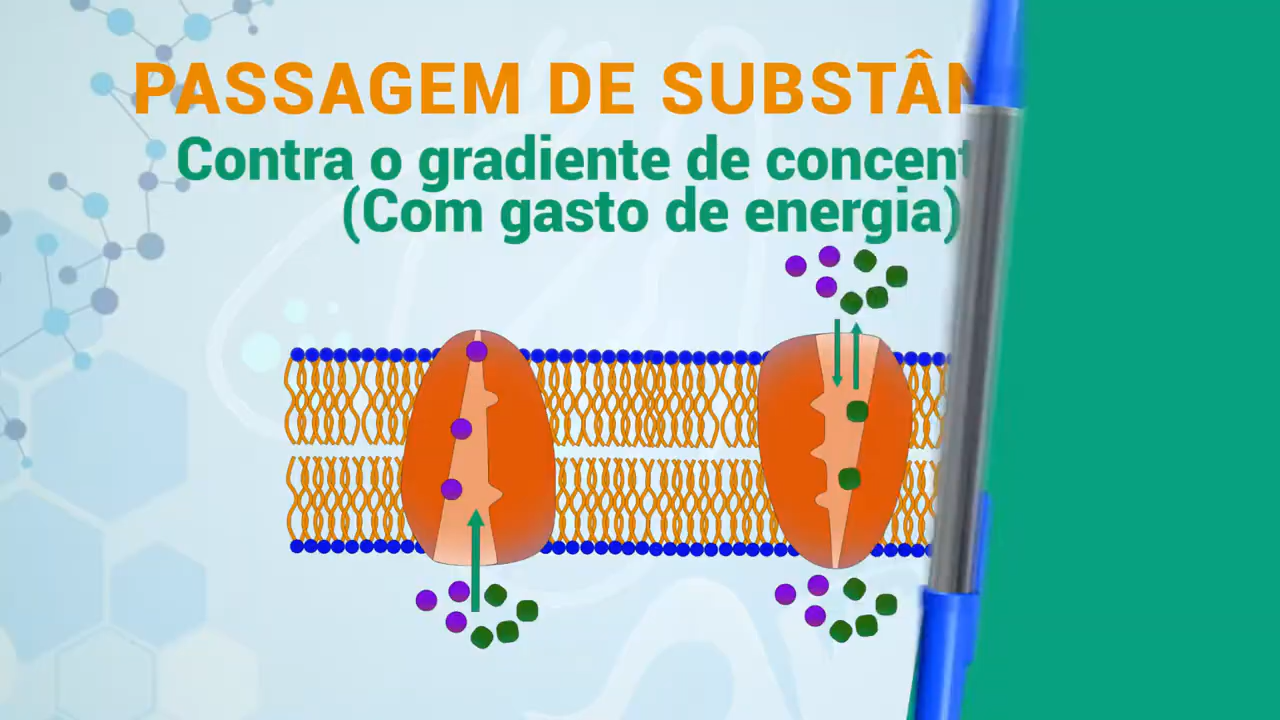 PASSAGEM DE SUBSTÂN
Contra o gradiente de concent
(Com gasto de energia)